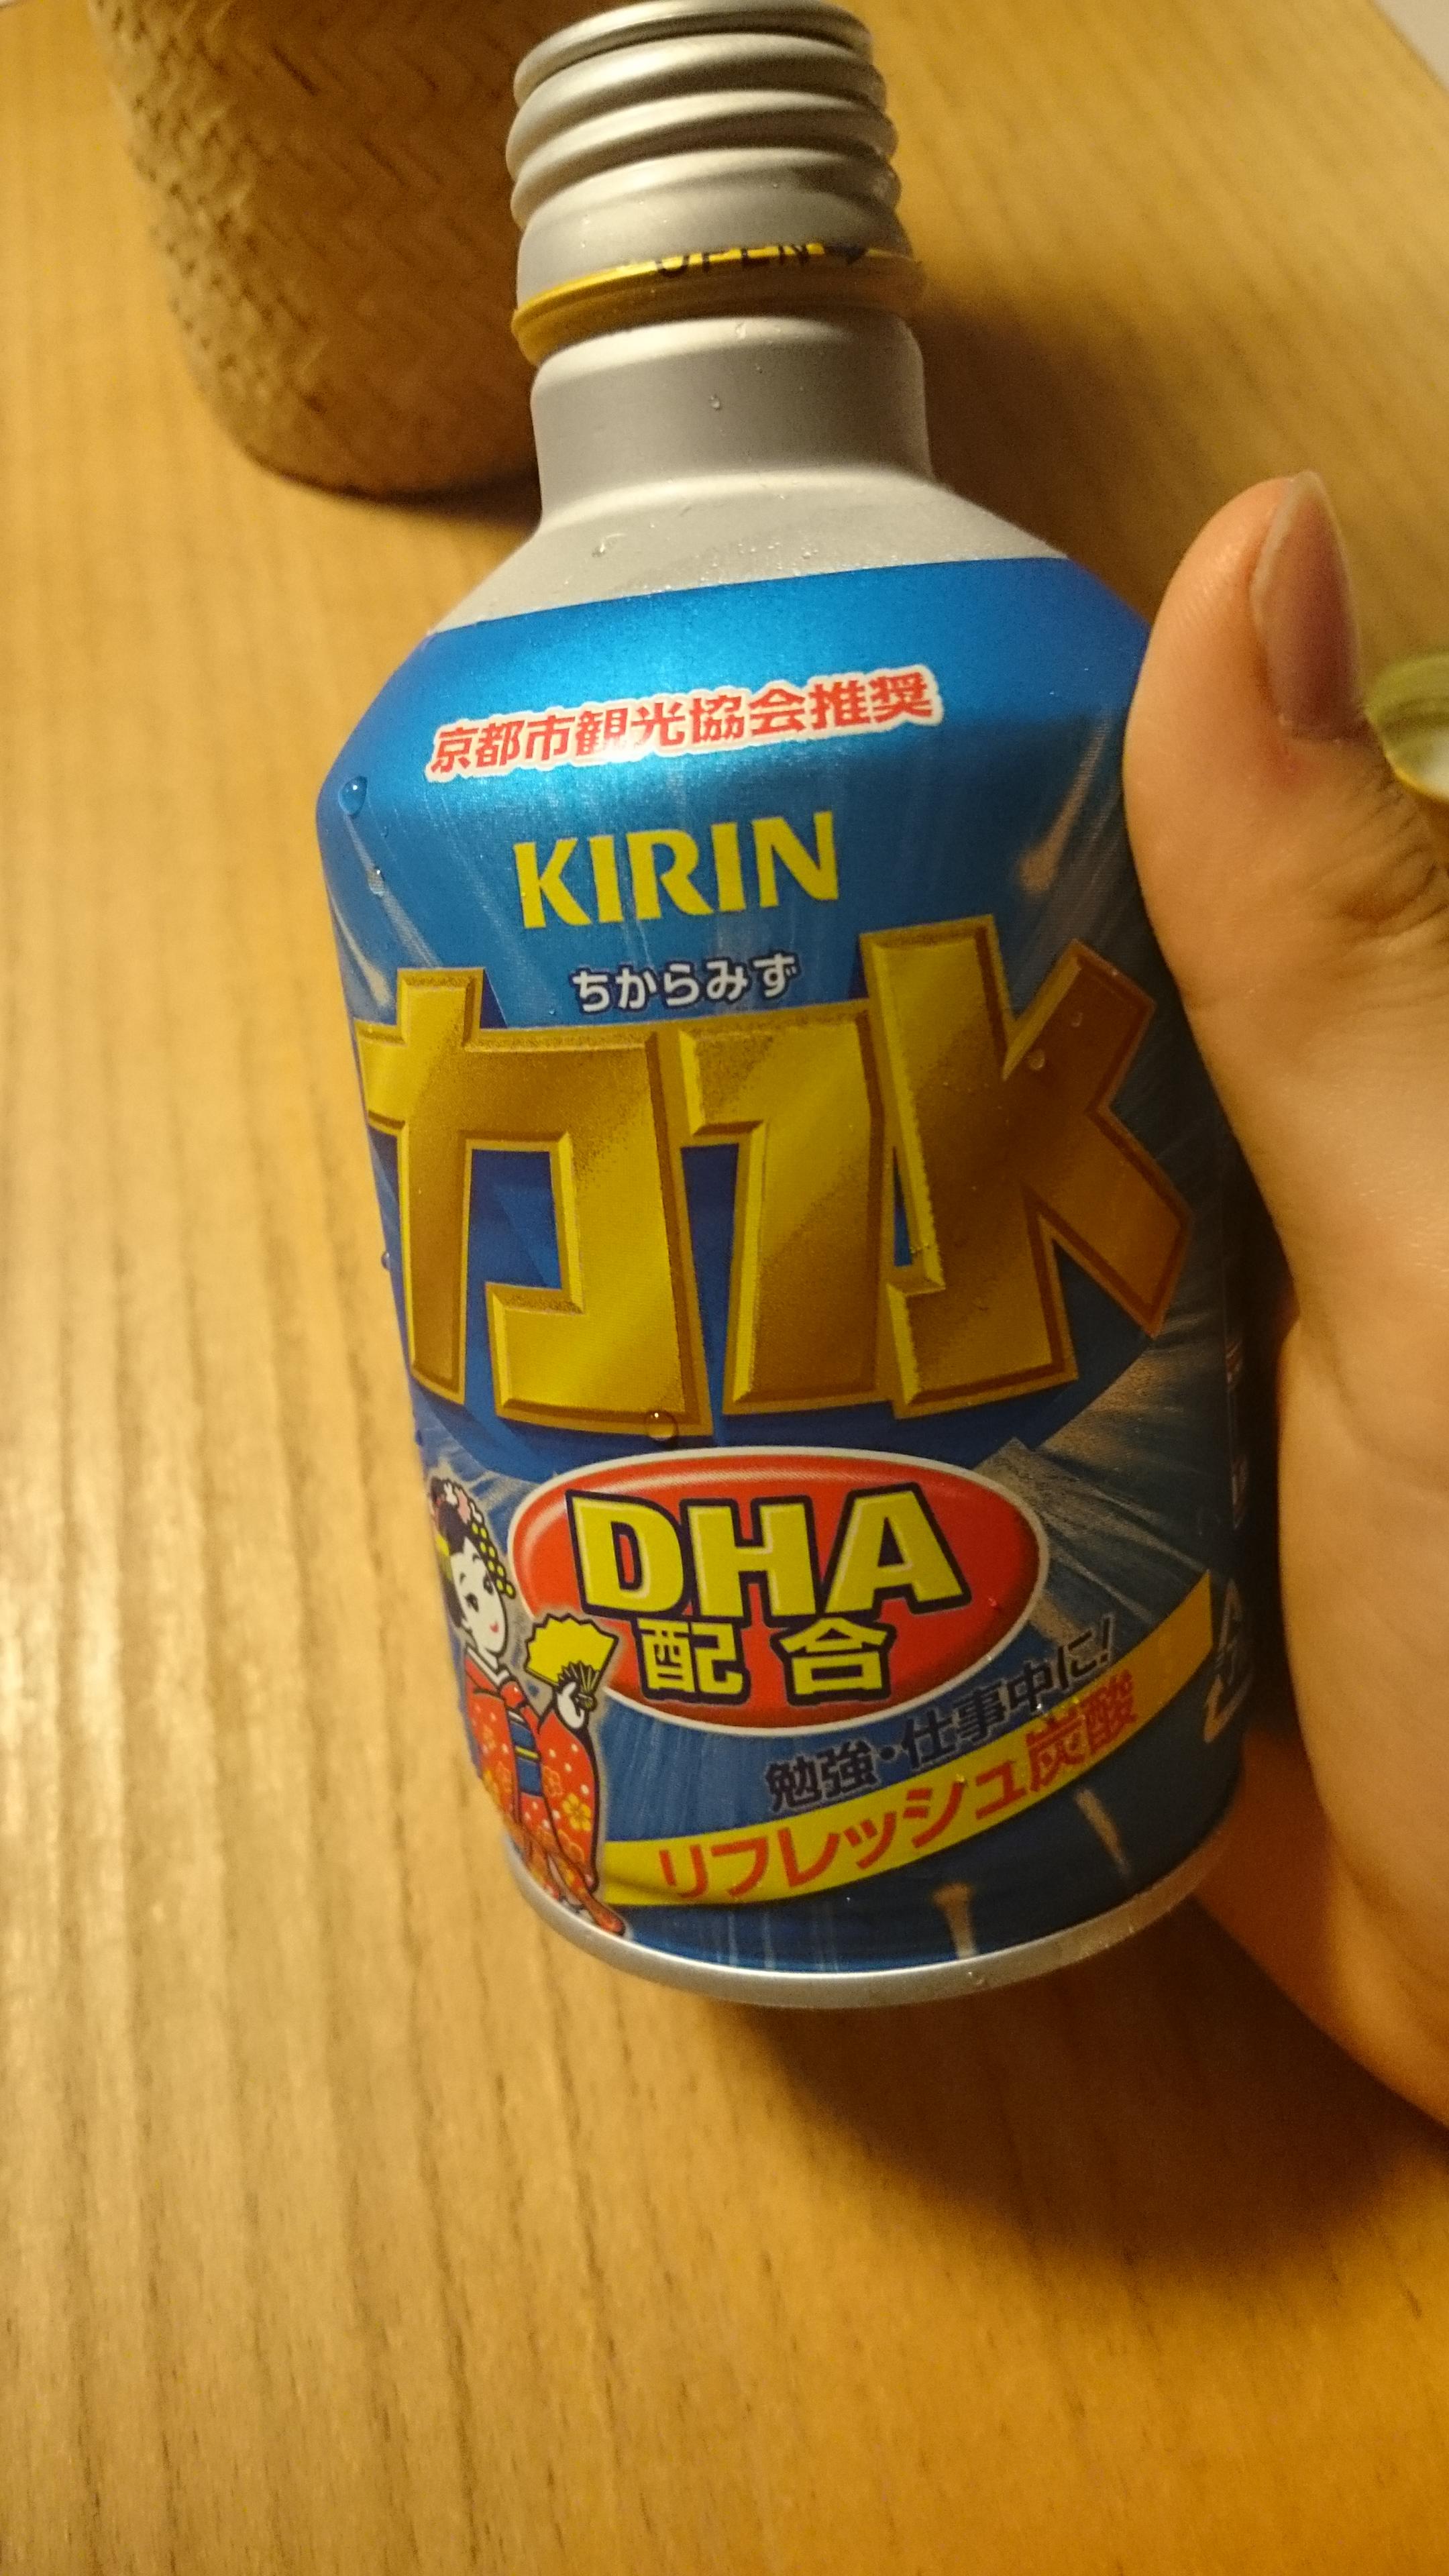 OPEN
京都市観光協会推奨
KIRIN
ちからみず
力水
DHA
配合
勉強・仕事中に!
リフレッシュ炭酸